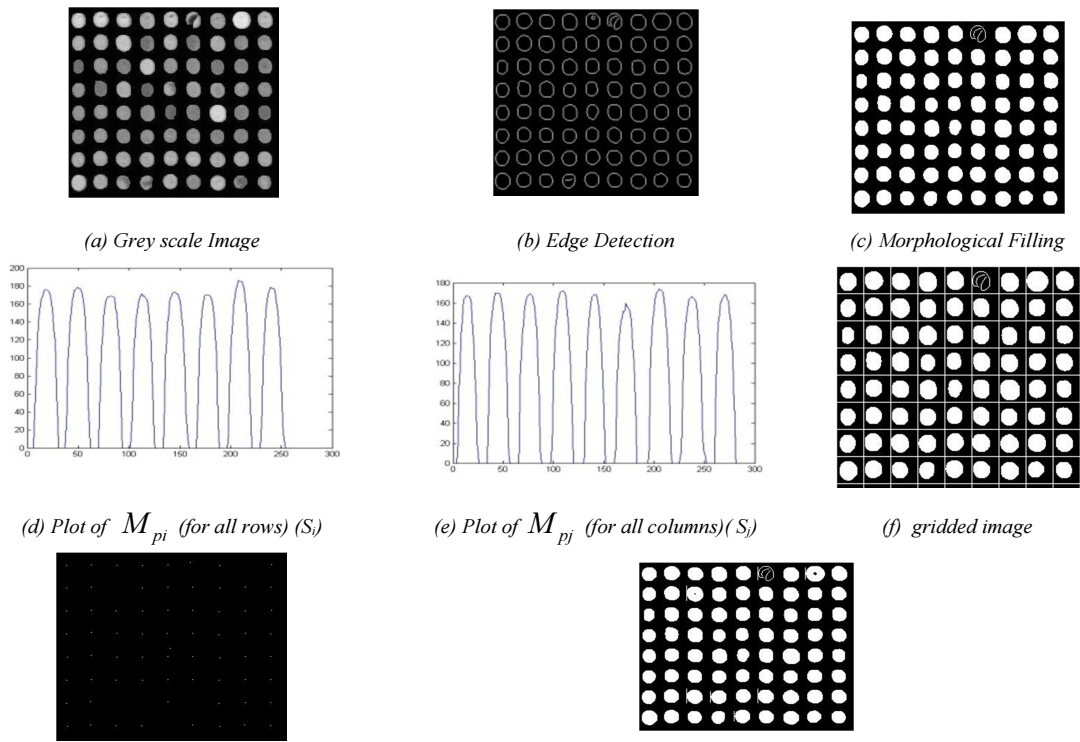 (a) Grey scale Image
(b) Edge Detection
(c) Morphological Filling
200
180
160
140
120
100
80
60
40
20
0
0 50 100 150 200 250 300
180
160
140
120
100
80
60
40
20
0
0 50 100 150 200 250 300
(d) Plot of M pi (for all rows) (Si)
(e) Plot of M pj (for all columns)( Sj)
(f) gridded image